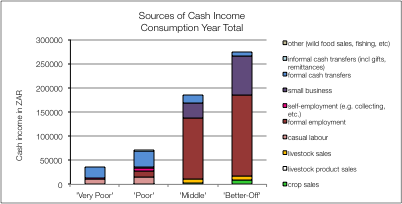 Sources of Cash Income
Consumption Year Total
Cash income in ZAR
300000
250000
200000
150000
100000
50000
0
'Very Poor'
'Poor'
'Middle'
'Better-Off'
other (wild food sales, fishing, etc)
informal cash transfers (incl gifts,
remittances)
formal cash transfers
small business
self-employment (e.g. collecting,
etc.)
formal employment
casual labour
livestock sales
livestock product sales
crop sales